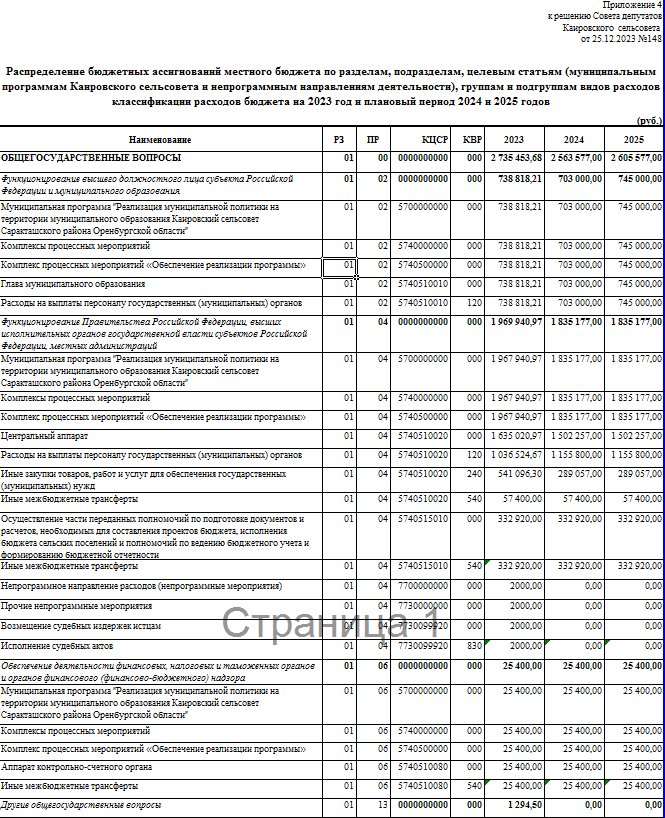 Приложение 4
к решению Совета депутатов
Каировского сельсовета
от 25.12.2023 №148
Распределение бюджетных ассигнований местного бюджета по разделам, подразделам, целевым статьям (муниципальным
программам Каировского сельсовета и непрограммным направлениям деятельности), группам и подгруппам видов расходов
классификации расходов бюджета на 2023 год и плановый период 2024 и 2025 годов
(руб.)
Наименование РЗ ПР КЦСР КВР 2023 2024 2025
ОБЩЕГОСУДАРСТВЕННЫЕ ВОПРОСЫ 01 00 0000000000 000 2 735 453,68 2 563 577,00 2 605 577,00
Функционирование высшего должностного лица субъекта Российской
Федерации и муниципального образования 01 02 0000000000 000 738 818,21 703 000,00 745 000,00
Муниципальная программа "Реализация муниципальной политики на
территории муниципального образования Каировский сельсовет
Саракташского района Оренбургской области" 01 02 5700000000 000 738 818,21 703 000,00 745 000,00
Комплексы процессных мероприятий 01 02 5740000000 000 738 818,21 703 000,00 745 000,00
Комплекс процессных мероприятий «Обеспечение реализации программы» 01 02 5740500000 000 738 818,21 703 000,00 745 000,00
Глава муниципального образования 01 02 5740510010 000 738 818,21 703 000,00 745 000,00
Расходы на выплаты персоналу государственных (муниципальных) органов 01 02 5740510010 120 738 818,21 703 000,00 745 000,00
Функционирование Правительства Российской Федерации, высших
исполнительных органов государственной власти субъектов Российской
Федерации, местных администраций 01 04 0000000000 000 1 969 940,97 1 835 177,00 1 835 177,00
Муниципальная программа "Реализация муниципальной политики на
территории муниципального образования Каировский сельсовет
Саракташского района Оренбургской области" 01 04 5700000000 000 1 967 940,97 1 835 177,00 1 835 177,00
Комплексы процессных мероприятий 01 04 5740000000 000 1 967 940,97 1 835 177,00 1 835 177,00
Комплекс процессных мероприятий «Обеспечение реализации программы» 01 04 5740500000 000 1 967 940,97 1 835 177,00 1 835 177,00
Центральный аппарат 01 04 5740510020 000 1 635 020,97 1 502 257,00 1 502 257,00
Расходы на выплаты персоналу государственных (муниципальных) органов 01 04 5740510020 120 1 036 524,67 1 155 800,00 1 155 800,00
Иные закупки товаров, работ и услуг для обеспечения государственных
(муниципальных) нужд 01 04 5740510020 240 541 096,30 289 057,00 289 057,00
Иные межбюджетные трансферты 01 04 5740510020 540 57 400,00 57 400,00 57 400,00
Осуществление части переданных полномочий по подготовке документов и
расчетов, необходимых для составления проектов бюджета, исполнения
бюджета сельских поселений и полномочий по ведению бюджетного учета и
формированию бюджетной отчетности 01 04 5740515010 000 332 920,00 332 920,00 332 920,00
Иные межбюджетные трансферты 01 04 5740515010 540 332 920,00 332 920,00 332 920,00
Непрограммное направление расходов (непрограммные мероприятия) 01 04 7700000000 000 2000,00 0,00 0,00
Прочие непрограммные мероприятия 01 04 7730000000 000 2000,00 0,00 0,00
Страница 1
Возмещение судебных издержек истцам 01 04 7730099920 000 2000,00 0,00 0,00
Исполнение судебных актов 01 04 7730099920 830 2000,00 0,00 0,00
Обеспечение деятельности финансовых, налоговых и таможенных органов
и органов финансового (финансово-бюджетного) надзора 01 06 0000000000 000 25 400,00 25 400,00 25 400,00
Муниципальная программа "Реализация муниципальной политики на
территории муниципального образования Каировский сельсовет
Саракташского района Оренбургской области" 01 06 5700000000 000 25 400,00 25 400,00 25 400,00
Комплексы процессных мероприятий 01 06 5740000000 000 25 400,00 25 400,00 25 400,00
Комплекс процессных мероприятий «Обеспечение реализации программы» 01 06 5740500000 000 25 400,00 25 400,00 25 400,00
Аппарат контрольно-счетного органа 01 06 5740510080 000 25 400,00 25 400,00 25 400,00
Иные межбюджетные трансферты 01 06 5740510080 540 25 400,00 25 400,00 25 400,00
Другие общегосударственные вопросы 01 13 0000000000 000 1 294,50 0,00 0,00